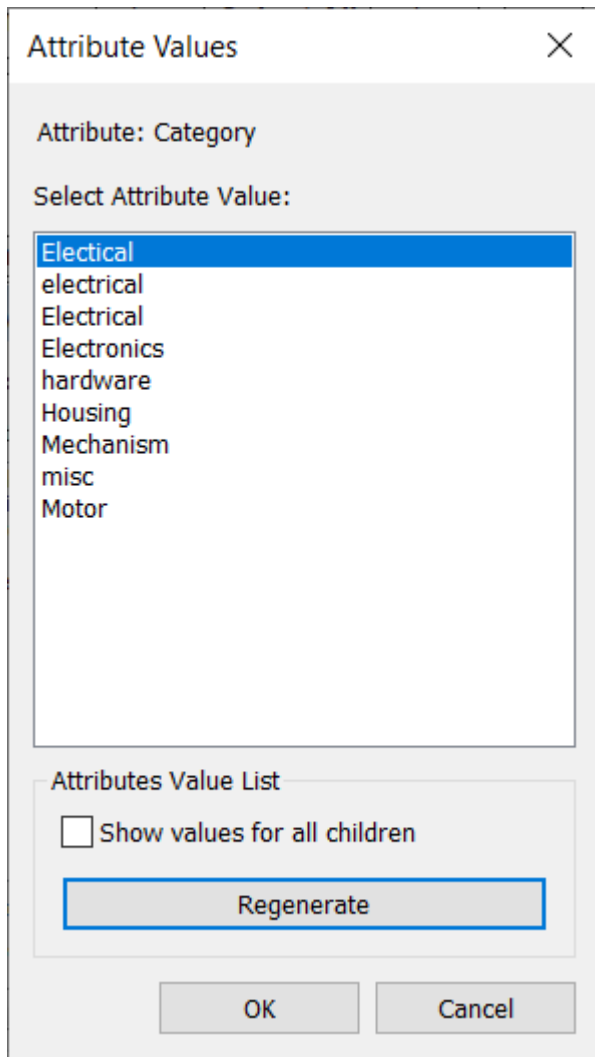 Attribute Values
Attribute: Category
Select Attribute Value:
Electical
electrical
Electrical
Electronics
hardware
Housing
Mechanism
misc
Motor
Attributes Value List
Show values for all children
Regenerate
OK Cancel